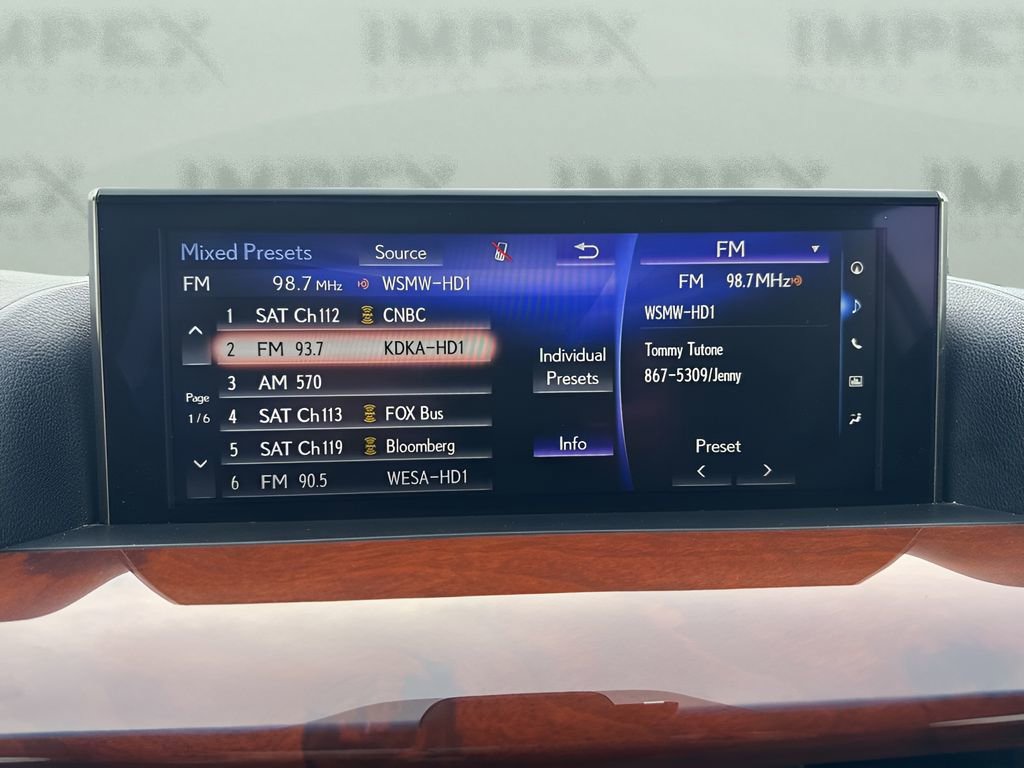 IMPEX
IMPEX
IMPEX
IMPEX
IMPEX
IMPEX
Mixed Presets Source
FM 98.7 MHz WSMW-HD1
1 SAT Ch112 CNBC
2 FM 93.7 KDKA-HD1
3 AM 570
4 SAT Ch113 FOX Bus
5 SAT Ch119 Bloomberg
6 FM 90.5 WESA-HD1
Page
1/6
Individual
Presets
Info
FM
FM 98.7 MHz
WSMW-HD1
Tommy Tutone
867-5309/Jenny
Preset
< >